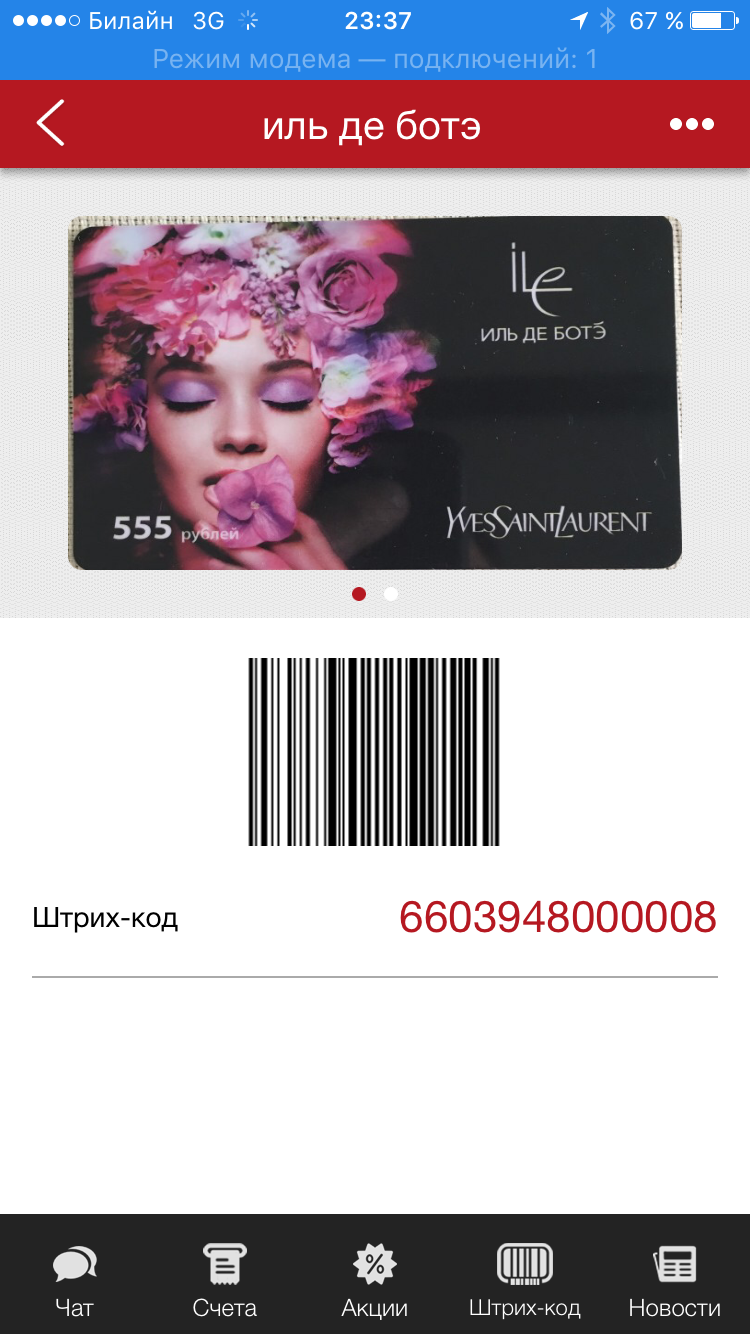 Билайн 3G 23:37 67 %
Режим модема — подключений: 1
иль де ботэ
ile
ИЛЬ ДЕ БОТЭ
555 рублей
YVESSAINTLAURENT
Штрих-код 6603948000008
Чат Счета Акции Штрих-код Новости